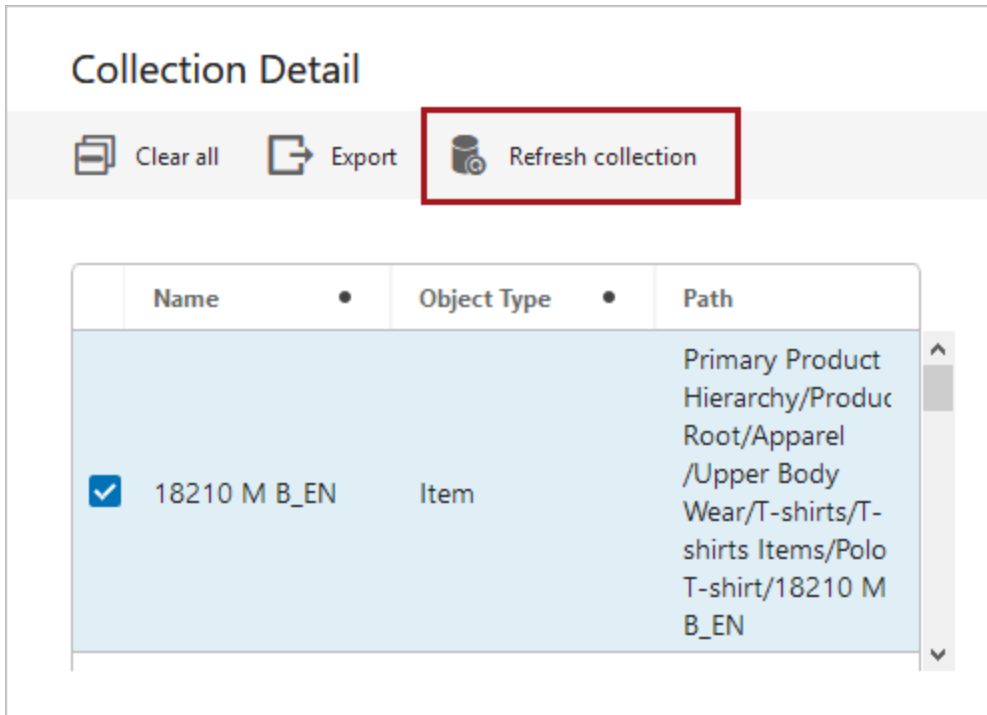 Collection Detail
Clear all Export Refresh collection
Name Object Type Path
Primary Product
Hierarchy/Produc
Root/Apparel
/Upper Body
18210 M B_EN Item Wear/T-shirts/T-
shirts Items/Polo
T-shirt/18210 M
B_EN